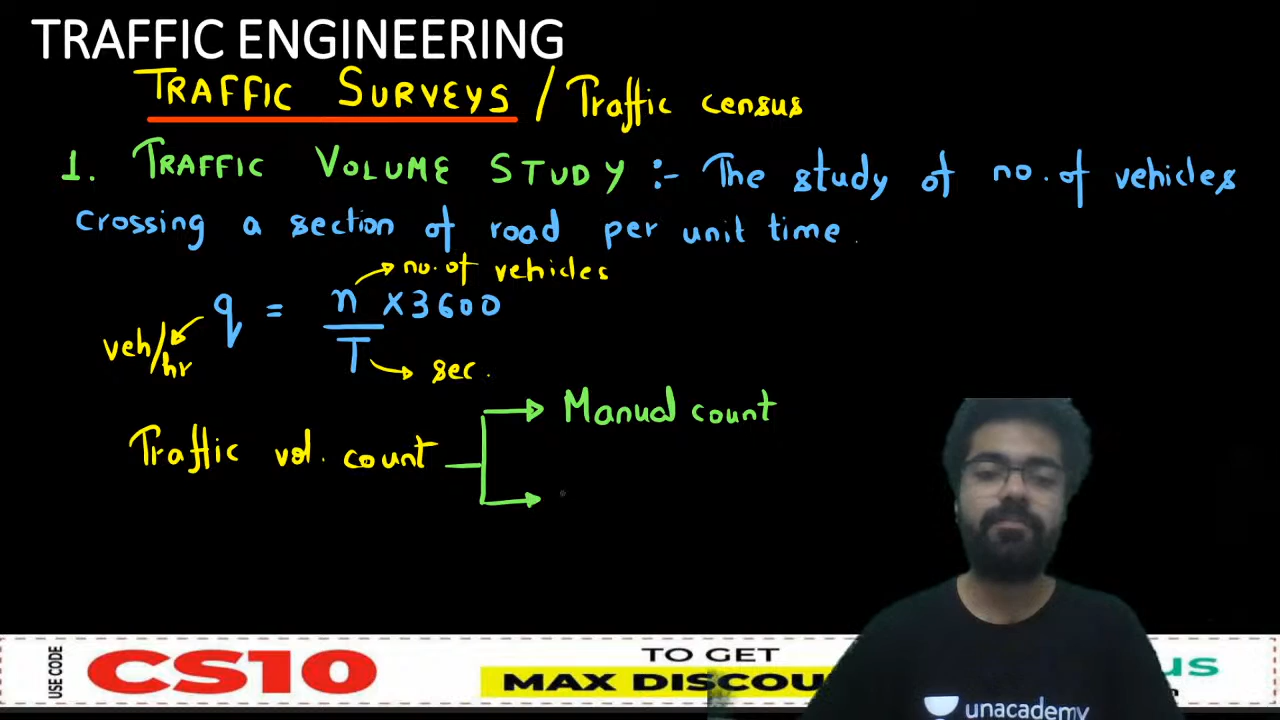 TRAFFIC ENGINEERING
TRAFFIC SURVEYS / Traffic census
1. TRAFFIC VOLUME STUDY :- The study of no. of vehicles
crossing a section of road per unit time.
no. of vehicles
q = n/T × 3600
veh/hr
sec.
Manual count
Traffic vol. count
USE CODE
CS10
TO GET
MAX DISCOU
us
unacademy